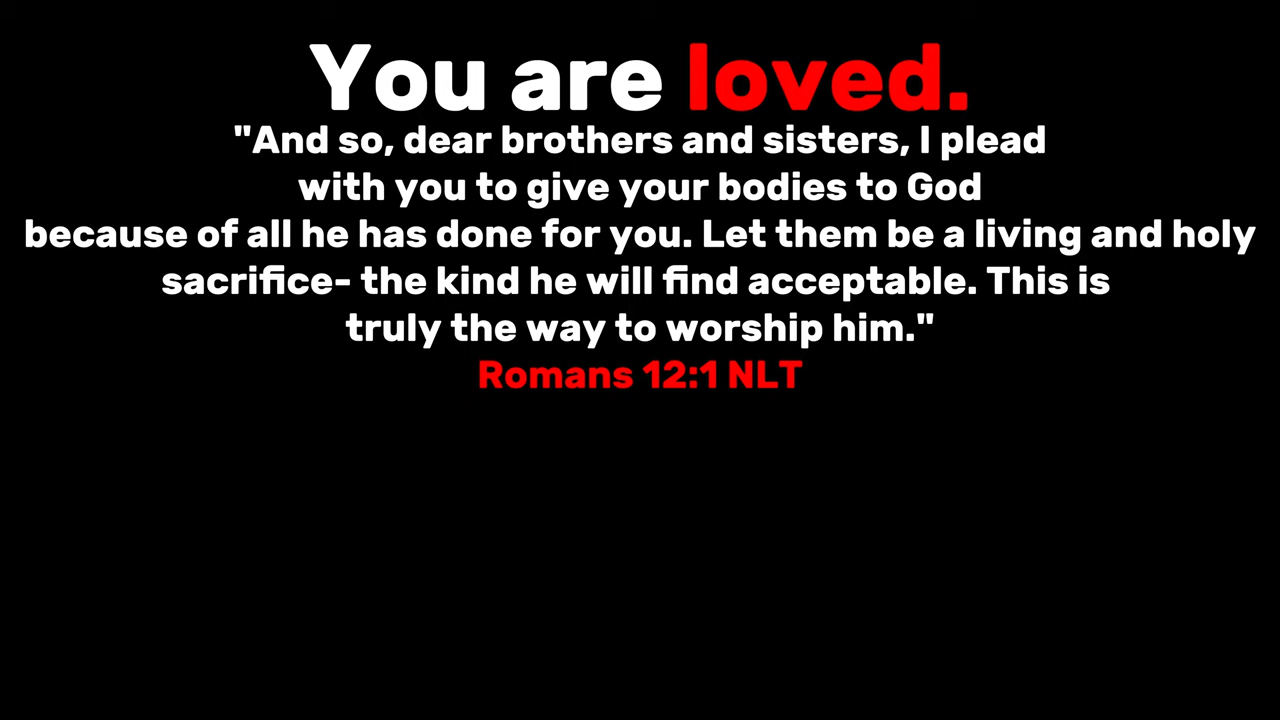 You are loved.
"And so, dear brothers and sisters, I plead
with you to give your bodies to God
because of all he has done for you. Let them be a living and holy
sacrifice- the kind he will find acceptable. This is
truly the way to worship him."
Romans 12:1 NLT